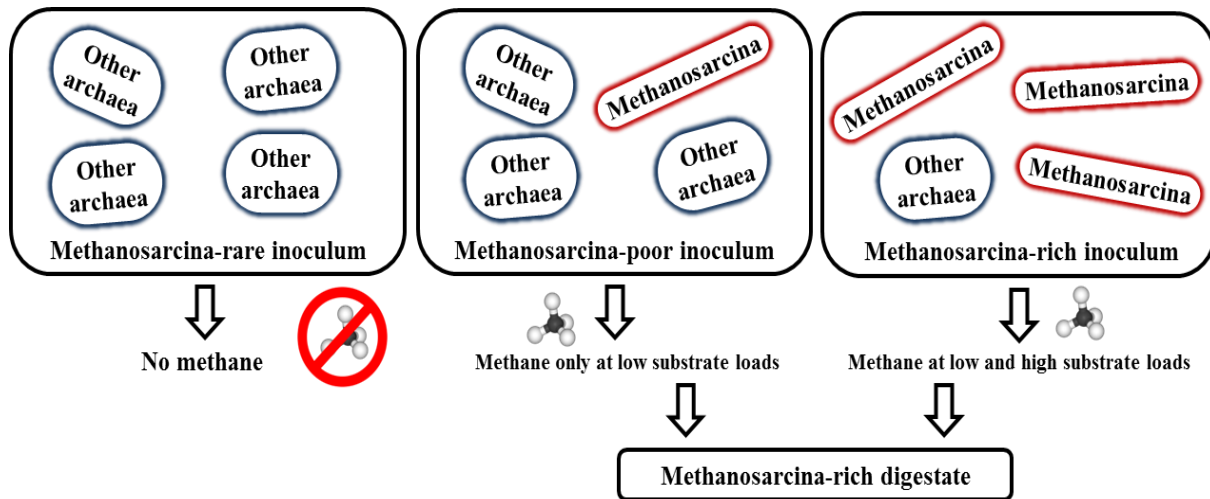 Other
archaea
Other
archaea
Other
archaea
Other
archaea
Methanosarcina-rare inoculum
No methane
Other
archaea
Methanosarcina
Other
archaea
Other
archaea
Methanosarcina-poor inoculum
Methane only at low substrate loads
Methanosarcina
Methanosarcina
Other
archaea
Methanosarcina
Methanosarcina-rich inoculum
Methane at low and high substrate loads
Methanosarcina-rich digestate